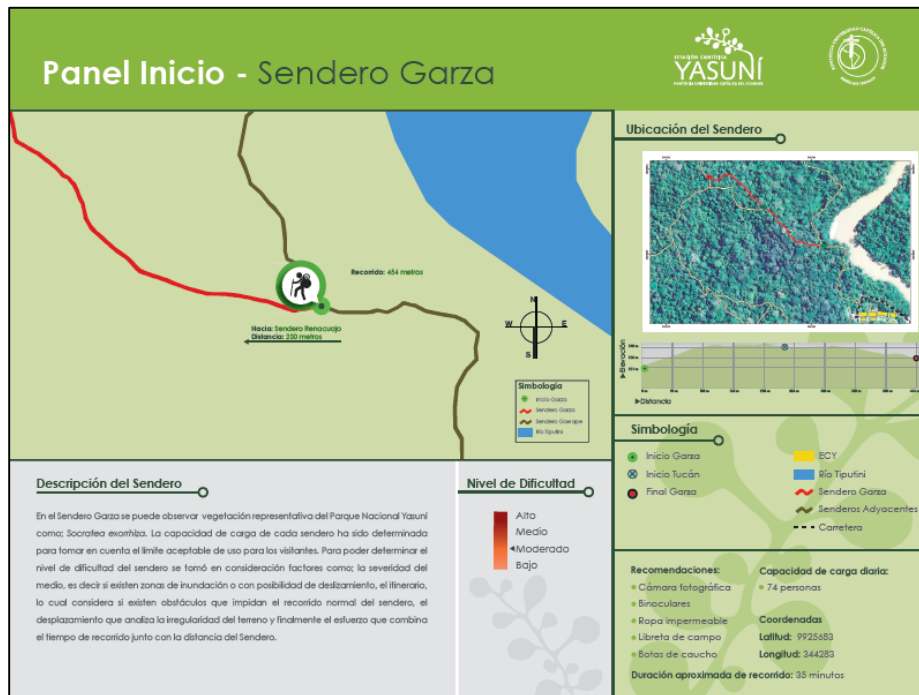 Panel Inicio - Sendero Garza
ESTACIÓN CIENTÍFICA
YASUNÍ
PONTIFICIA UNIVERSIDAD CATÓLICA DEL ECUADOR
Recorrido: 454 metros
Hacia: Sendero Renacuajo
Distancia: 230 metros
N
W E
S
Simbología
Inicio Garza
Sendero Garza
Río Tiputini
Ubicación del Sendero
Elevación
Distancia
Simbología
Inicio Garza
Inicio Tucán
Final Garza
ECY
Río Tiputini
Sendero Garza
Senderos Adyacentes
Carretera
Descripción del Sendero
En el Sendero Garza se puede observar vegetación representativa del Parque Nacional Yasuní
como; Socratea exorrhiza. La capacidad de carga de cada sendero ha sido determinada
para tomar en cuenta el límite aceptable de uso para los visitantes. Para poder determinar el
nivel de dificultad del sendero se tomó en consideración factores como; la severidad del
medio, es decir si existen zonas de inundación o con posibilidad de deslizamiento, el itinerario,
lo cual considera si existen obstáculos que impidan el recorrido normal del sendero, el
desplazamiento que analiza la irregularidad del terreno y finalmente el esfuerzo que combina
el tiempo de recorrido junto con la distancia del Sendero.
Nivel de Dificultad
Alto
Medio
Moderado
Bajo
Recomendaciones:
Cámara fotográfica
Binoculares
Ropa impermeable
Libreta de campo
Botas de caucho
Capacidad de carga diaria:
74 personas
Coordenadas
Latitud: 9925683
Longitud: 344283
Duración aproximada de recorrido: 35 minutos